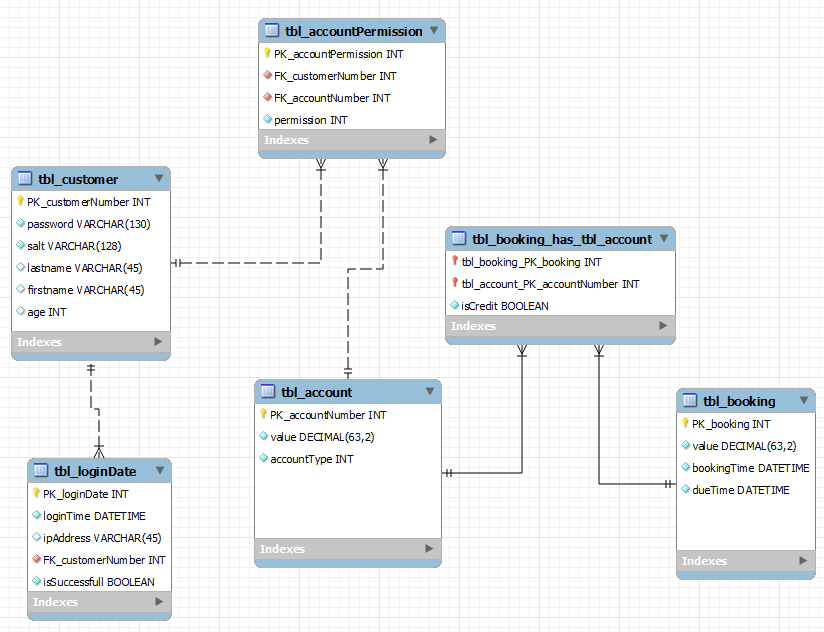 tbl_accountPermission
PK_accountPermission INT
FK_customerNumber INT
FK_accountNumber INT
permission INT
Indexes
tbl_customer
PK_customerNumber INT
password VARCHAR(130)
salt VARCHAR(128)
lastname VARCHAR(45)
firstname VARCHAR(45)
age INT
Indexes
tbl_booking_has_tbl_account
tbl_booking_PK_booking INT
tbl_account_PK_accountNumber INT
isCredit BOOLEAN
Indexes
tbl_account
PK_accountNumber INT
value DECIMAL(63,2)
accountType INT
Indexes
tbl_booking
PK_booking INT
value DECIMAL(63,2)
bookingTime DATETIME
dueTime DATETIME
Indexes
tbl_loginDate
PK_loginDate INT
loginTime DATETIME
ipAddress VARCHAR(45)
FK_customerNumber INT
isSuccessfull BOOLEAN
Indexes